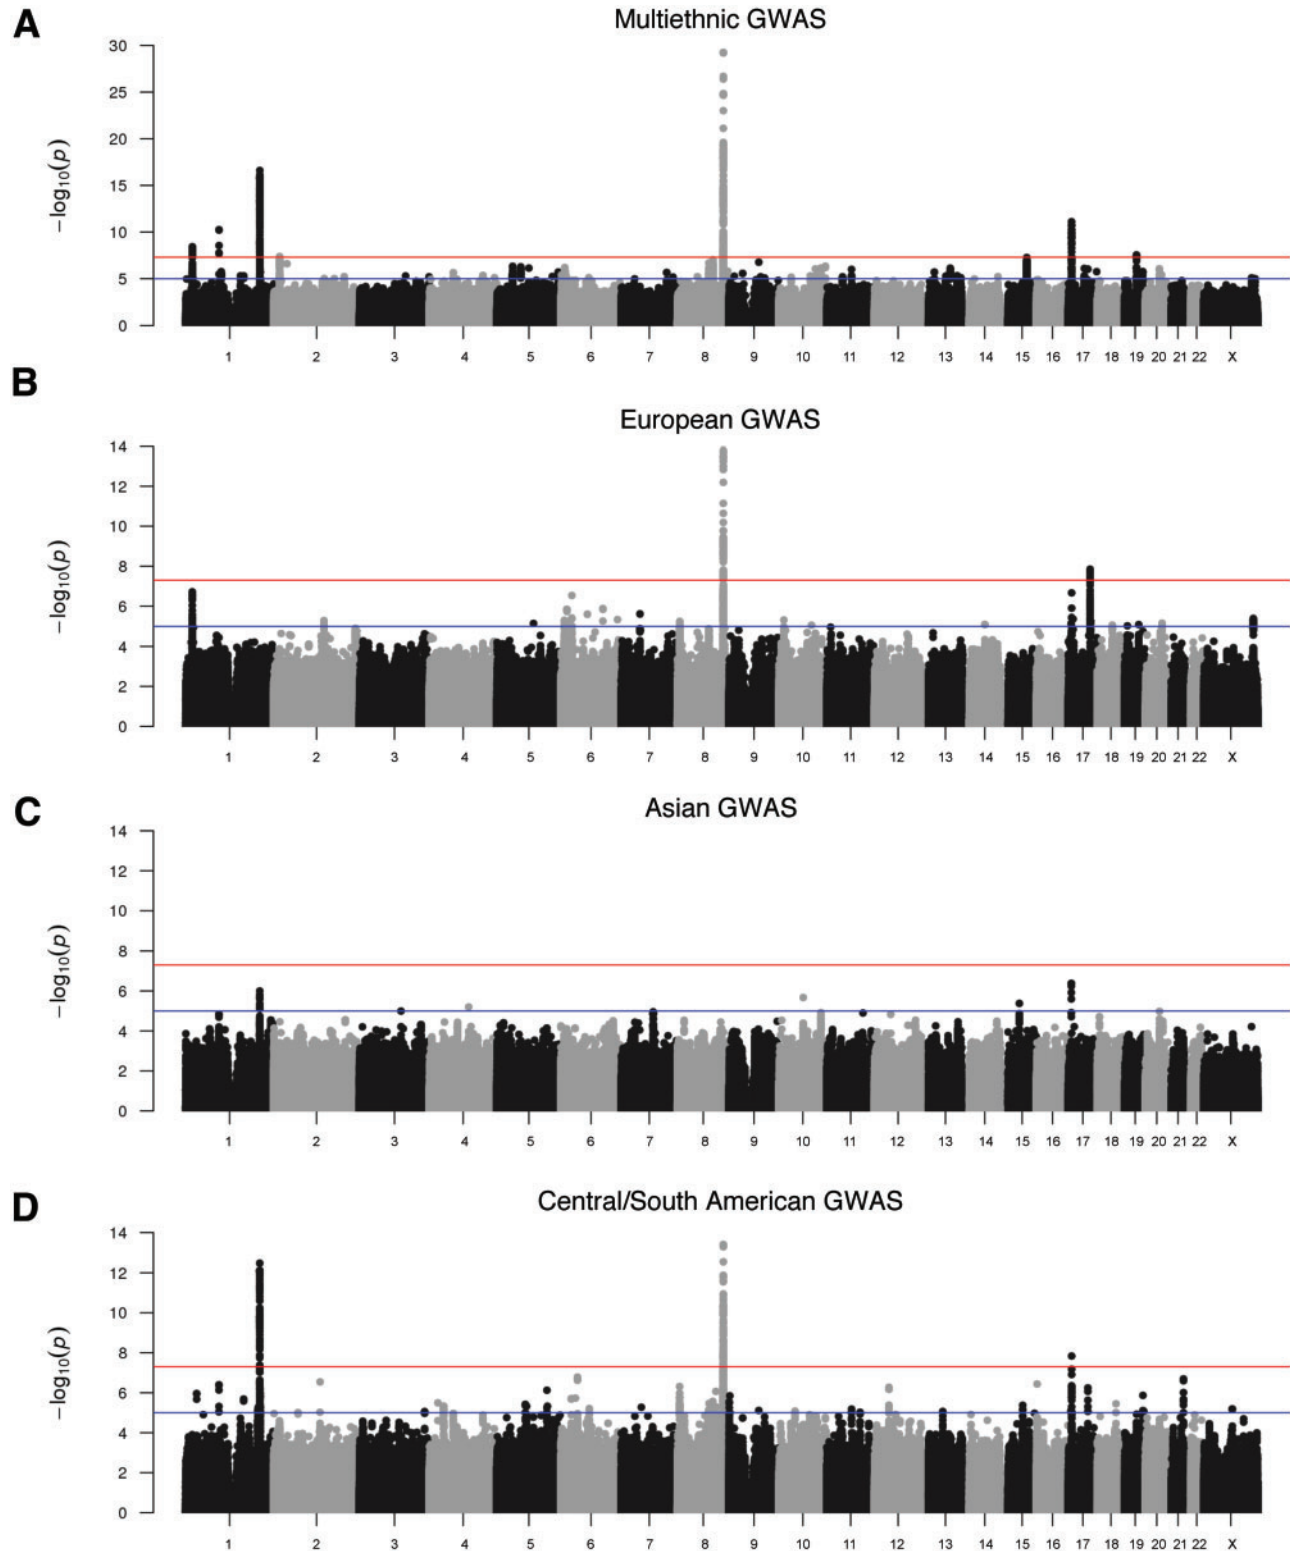 A
Multiethnic GWAS
30
25
20
15
10
5
0
−log10(p)
1 2 3 4 5 6 7 8 9 10 11 12 13 14 15 16 17 18 19 20 21 22 X
B
European GWAS
14
12
10
8
6
4
2
0
−log10(p)
1 2 3 4 5 6 7 8 9 10 11 12 13 14 15 16 17 18 19 20 21 22 X
C
Asian GWAS
14
12
10
8
6
4
2
0
−log10(p)
1 2 3 4 5 6 7 8 9 10 11 12 13 14 15 16 17 18 19 20 21 22 X
D
Central/South American GWAS
14
12
10
8
6
4
2
0
−log10(p)
1 2 3 4 5 6 7 8 9 10 11 12 13 14 15 16 17 18 19 20 21 22 X